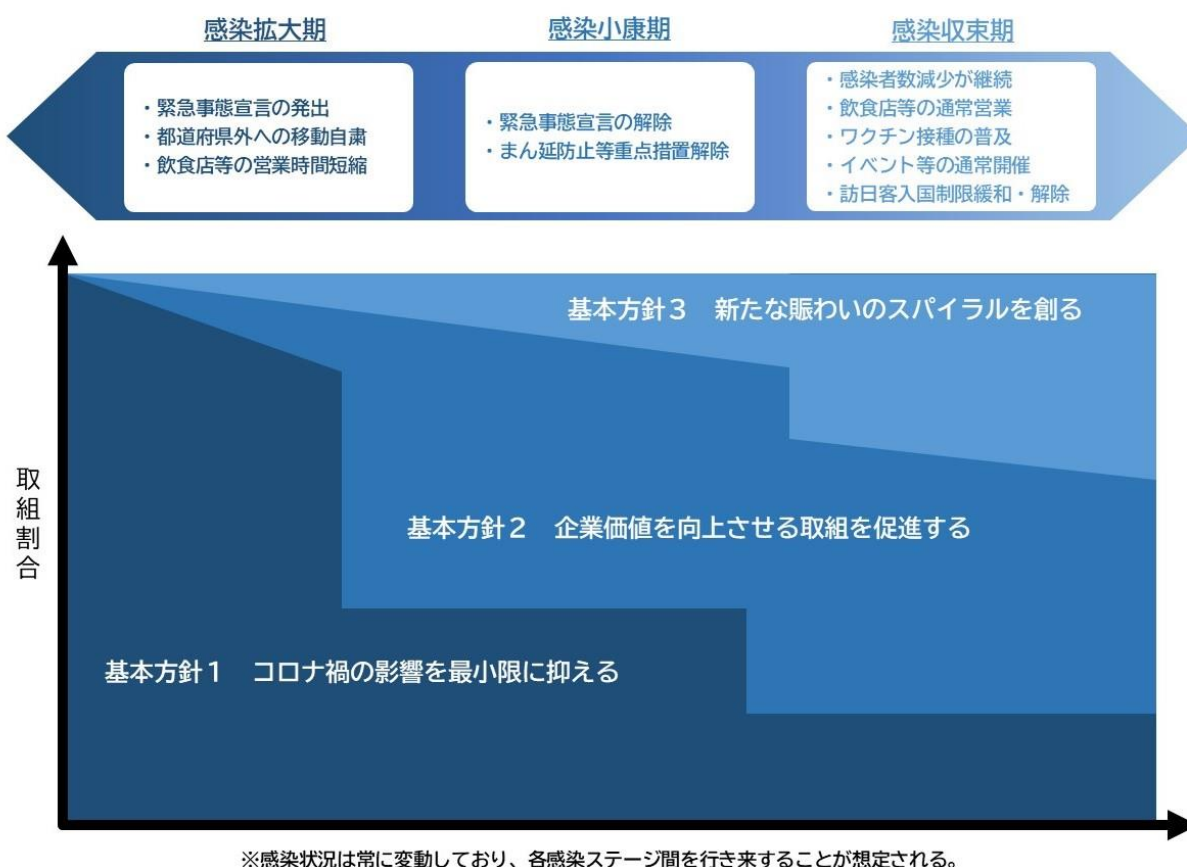 感染拡大期
・緊急事態宣言の発出
・都道府県外への移動自粛
・飲食店等の営業時間短縮
感染小康期
・緊急事態宣言の解除
・まん延防止等重点措置解除
感染収束期
・感染者数減少が継続
・飲食店等の通常営業
・ワクチン接種の普及
・イベント等の通常開催
・訪日客入国制限緩和・解除
取組割合
基本方針3　新たな賑わいのスパイラルを創る
基本方針2　企業価値を向上させる取組を促進する
基本方針1　コロナ禍の影響を最小限に抑える
※感染状況は常に変動しており、各感染ステージ間を行き来することが想定される。